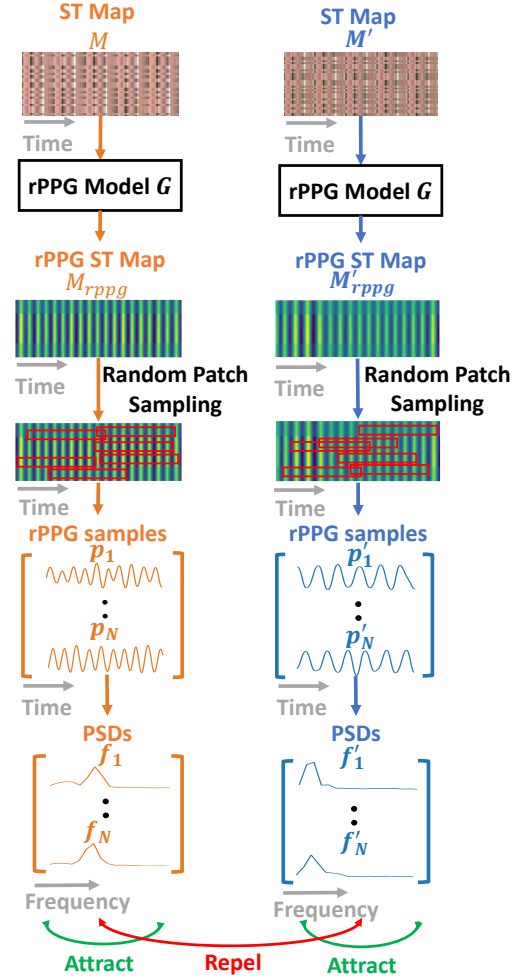 ST Map
M
Time
rPPG Model G
rPPG ST Map
M_rppg
Time
Random Patch
Sampling
Time
rPPG samples
p_1
p_N
Time
PSDs
f_1
f_N
Frequency
ST Map
M′
Time
rPPG Model G
rPPG ST Map
M′_rppg
Time
Random Patch
Sampling
Time
rPPG samples
p′_1
p′_N
Time
PSDs
f′_1
f′_N
Frequency
Attract
Repel
Attract